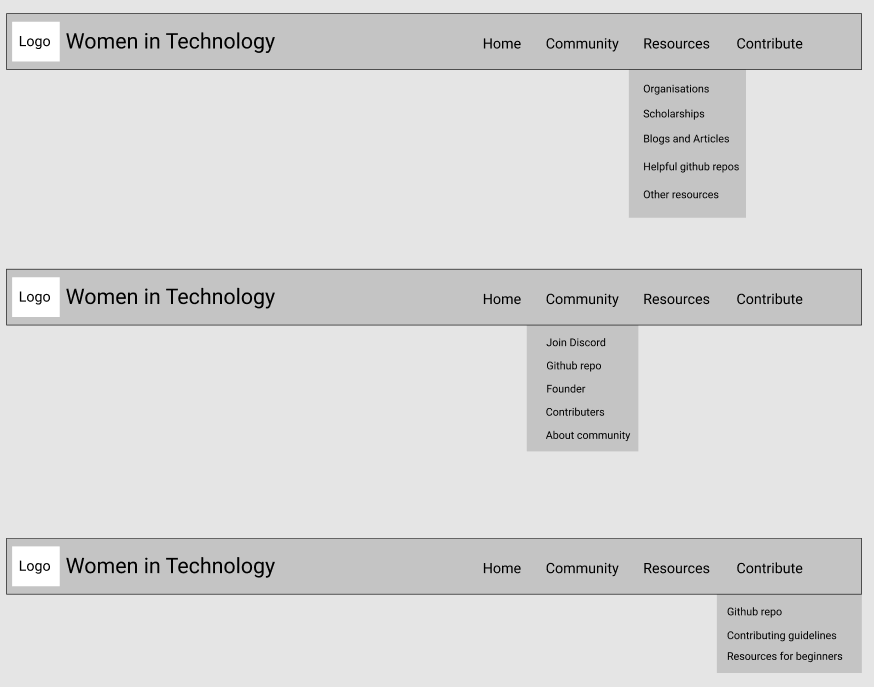 Logo Women in Technology Home Community Resources Contribute
Organisations
Scholarships
Blogs and Articles
Helpful github repos
Other resources
Logo Women in Technology Home Community Resources Contribute
Join Discord
Github repo
Founder
Contributers
About community
Logo Women in Technology Home Community Resources Contribute
Github repo
Contributing guidelines
Resources for beginners